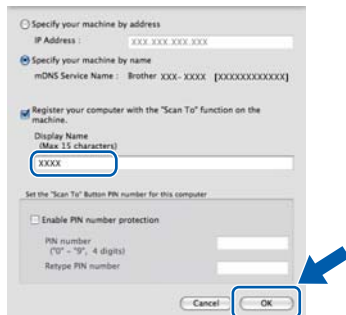 Specify your machine by address
IP Address : XXX XXX XXX XXX
Specify your machine by name
mDNS Service Name : Brother XXX- XXXX [XXXXXXXXXXXX]
Register your computer with the "Scan To" function on the
machine.
Display Name
(Max 15 characters)
XXXX
Set the "Scan To" Button PIN number for this computer
Enable PIN number protection
PIN number
("0" – "9", 4 digits)
Retype PIN number
Cancel OK